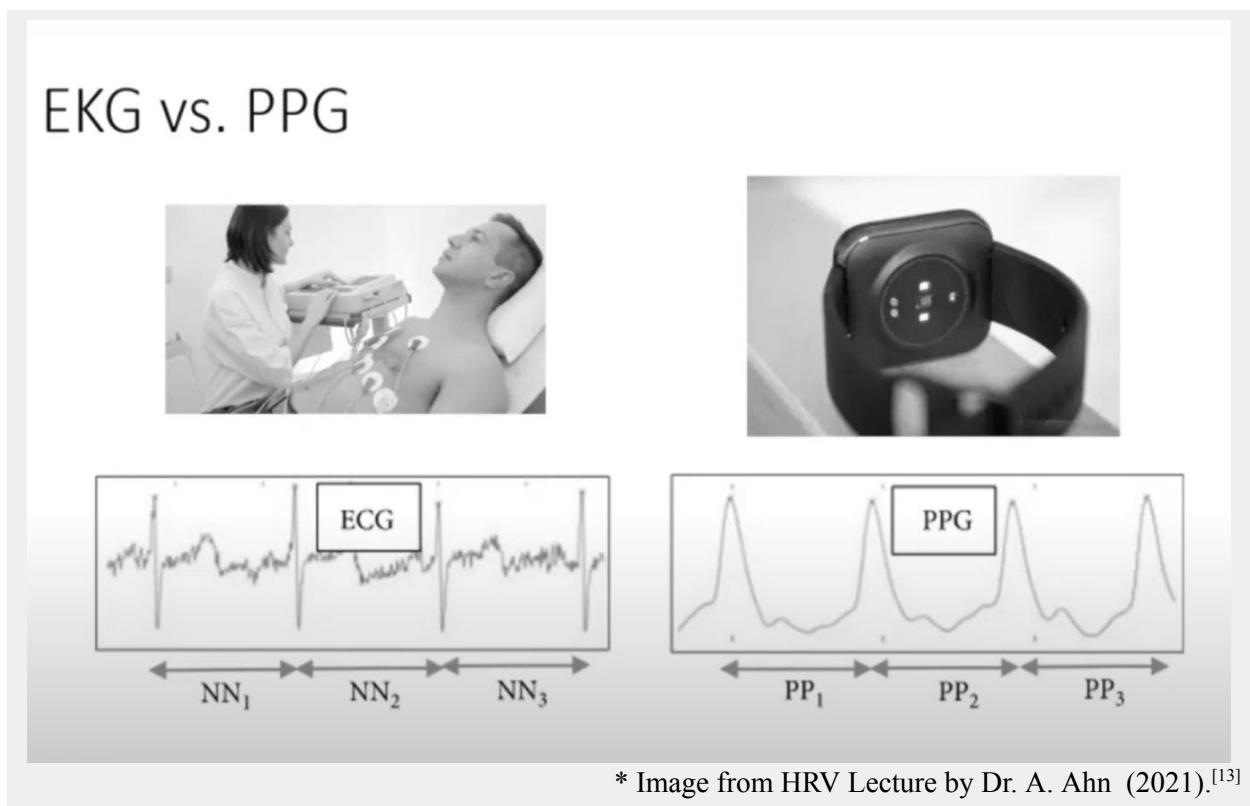 EKG vs. PPG
ECG
PPG
NN₁
NN₂
NN₃
PP₁
PP₂
PP₃
* Image from HRV Lecture by Dr. A. Ahn (2021).[13]